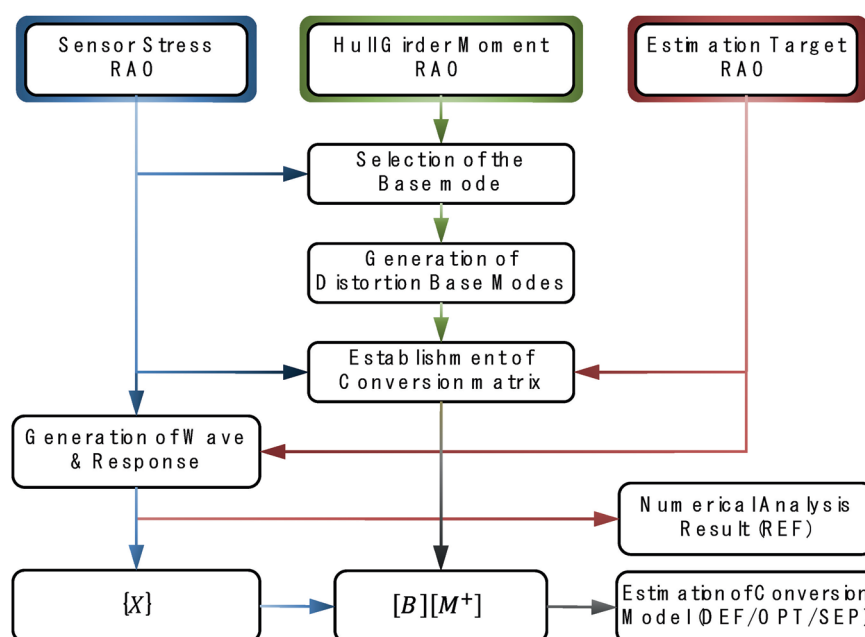 Sensor Stress
RAO
Hull Girder Moment
RAO
Estimation Target
RAO
Selection of the
Base mode
Generation of
Distortion Base Modes
Establishment of
Conversion matrix
Generation of Wave
& Response
Numerical Analysis
Result (REF)
{X}
[B][M⁺]
Estimation of Conversion
Model (DEF/OPT/SEP)